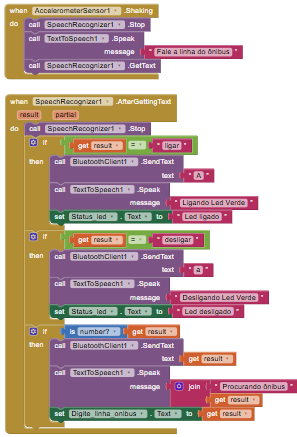 when AccelerometerSensor1 .Shaking
do call SpeechRecognizer1 .Stop
call TextToSpeech1 .Speak
message " Fale a linha do ônibus "
call SpeechRecognizer1 .GetText
when SpeechRecognizer1 .AfterGettingText
result partial
do call SpeechRecognizer1 .Stop
if get result = " ligar "
then call BluetoothClient1 .SendText
text " A "
call TextToSpeech1 .Speak
message " Ligando Led Verde "
set Status_led . Text to " Led ligado "
if get result = " desligar "
then call BluetoothClient1 .SendText
text " a "
call TextToSpeech1 .Speak
message " Desligando Led Verde "
set Status_led . Text to " Led desligado "
if is number? get result
then call BluetoothClient1 .SendText
text get result
call TextToSpeech1 .Speak
message join " Procurando ônibus "
get result
set Digite_linha_onibus . Text to get result